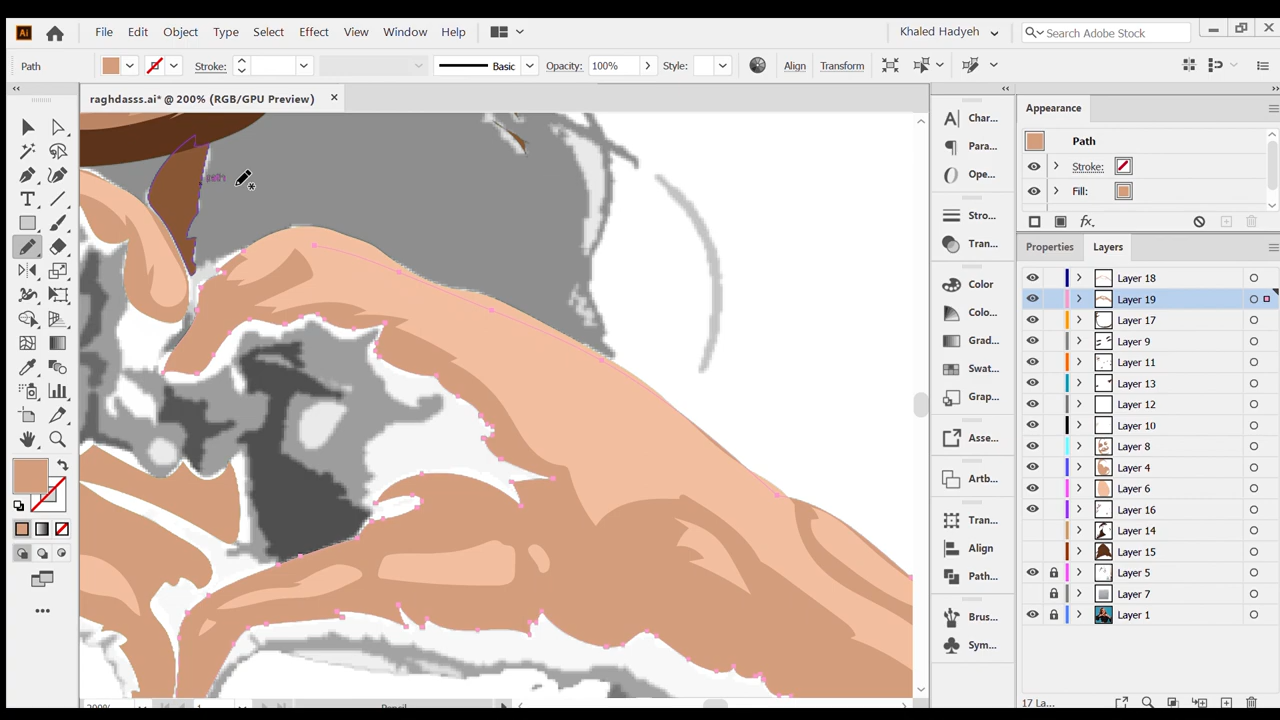 Ai File Edit Object Type Select Effect View Window Help Khaled Hadyeh Search Adobe Stock
Path Stroke: Basic Opacity: 100% Style: Align Transform
raghdasss.ai* @ 200% (RGB/GPU Preview)
Char...
Para...
Ope...
Stro...
Tran...
Color
Colo...
Grad...
Swat...
Grap...
Asse...
Artb...
Tran...
Align
Path...
Brus...
Sym...
Appearance
Path
Stroke:
Fill:
fx
Properties Layers
Layer 18
Layer 19
Layer 17
Layer 9
Layer 11
Layer 13
Layer 12
Layer 10
Layer 8
Layer 4
Layer 6
Layer 16
Layer 14
Layer 15
Layer 5
Layer 7
Layer 1
200% 1 Pencil 17 La...